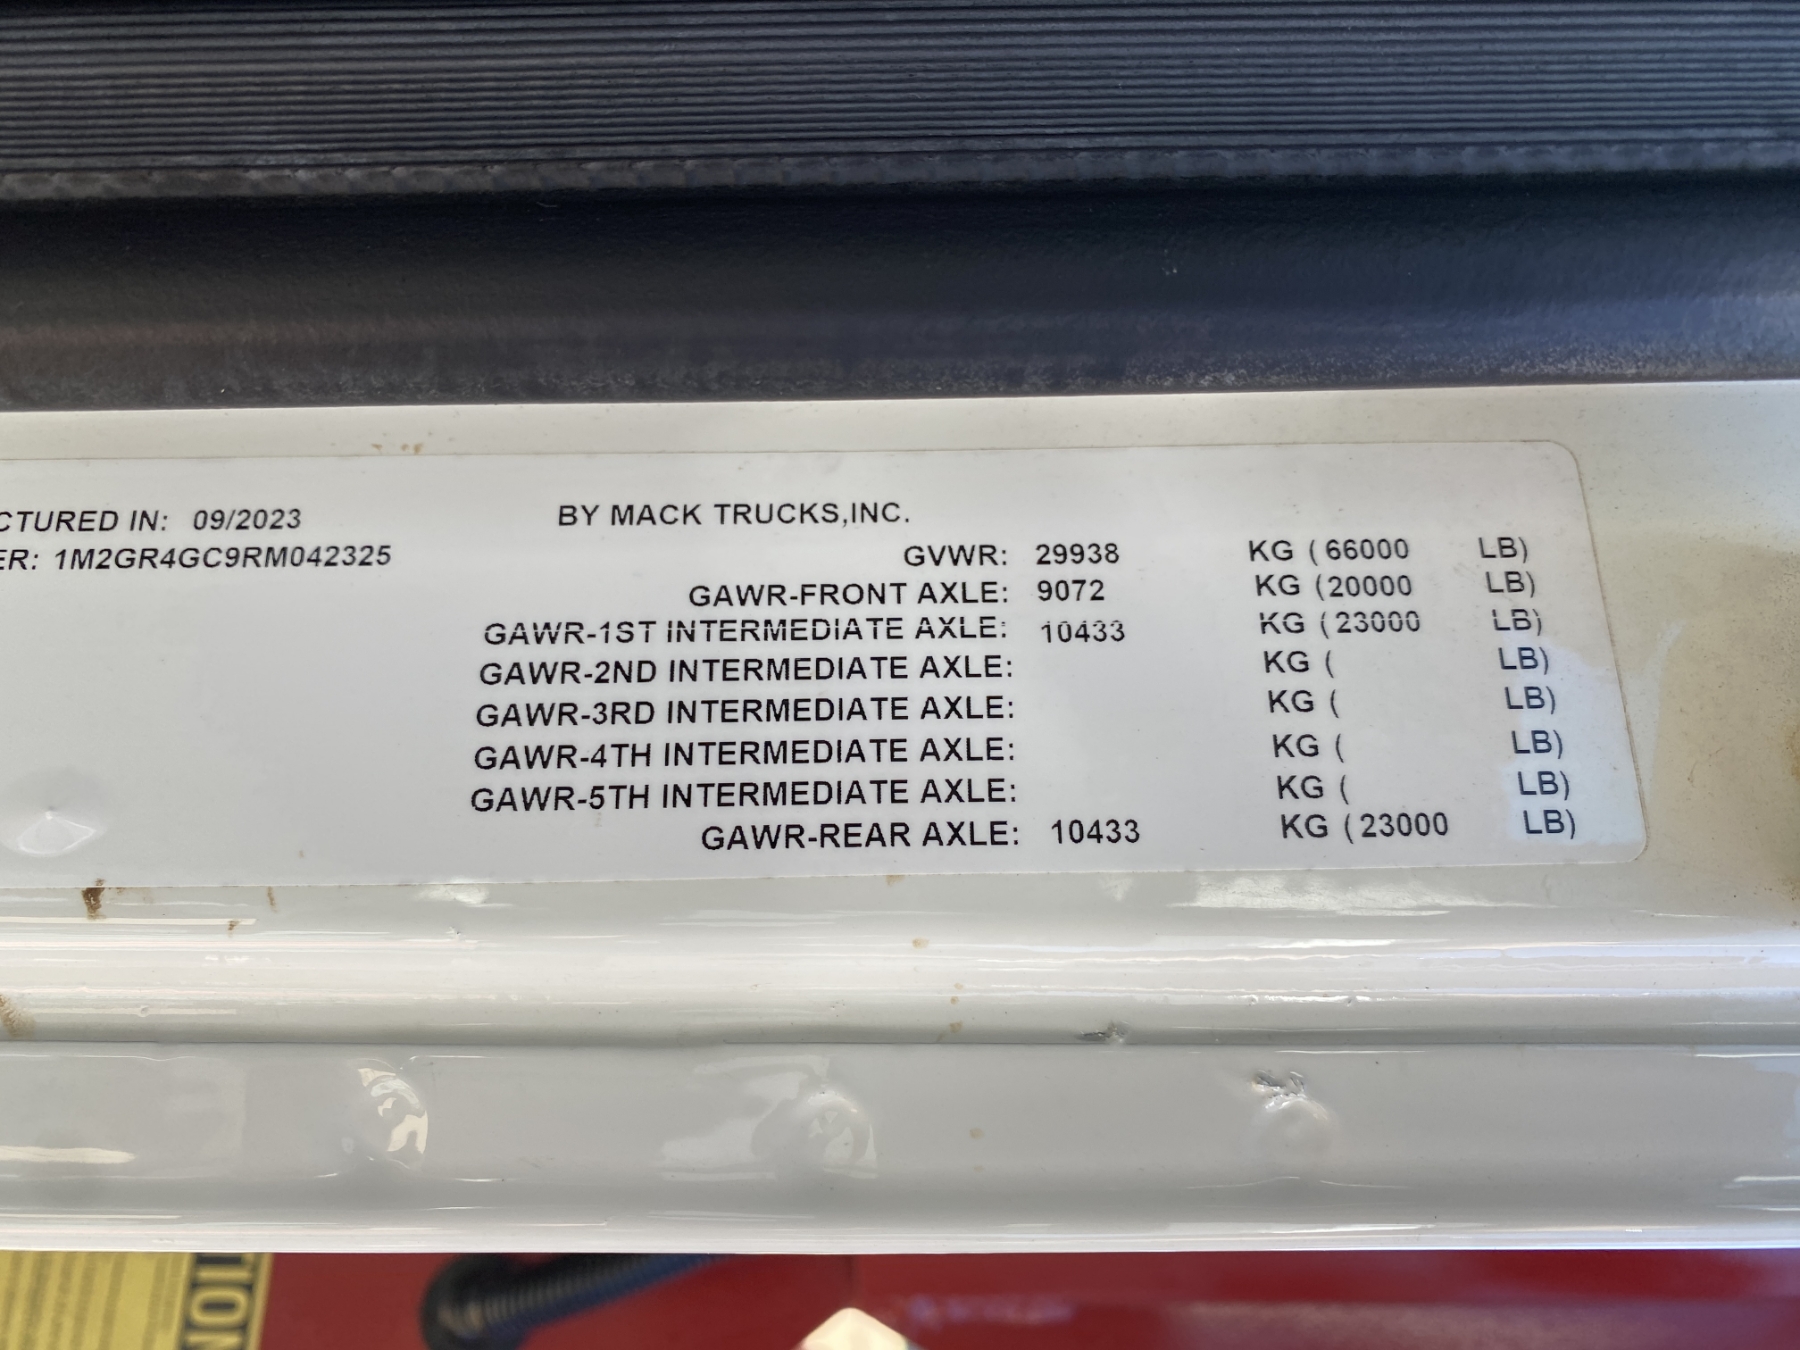 CTURED IN: 09/2023 BY MACK TRUCKS,INC.
ER: 1M2GR4GC9RM042325 GVWR: 29938 KG (66000 LB)
GAWR-FRONT AXLE: 9072 KG (20000 LB)
GAWR-1ST INTERMEDIATE AXLE: 10433 KG (23000 LB)
GAWR-2ND INTERMEDIATE AXLE: KG ( LB)
GAWR-3RD INTERMEDIATE AXLE: KG ( LB)
GAWR-4TH INTERMEDIATE AXLE: KG ( LB)
GAWR-5TH INTERMEDIATE AXLE: KG ( LB)
GAWR-REAR AXLE: 10433 KG (23000 LB)
TION